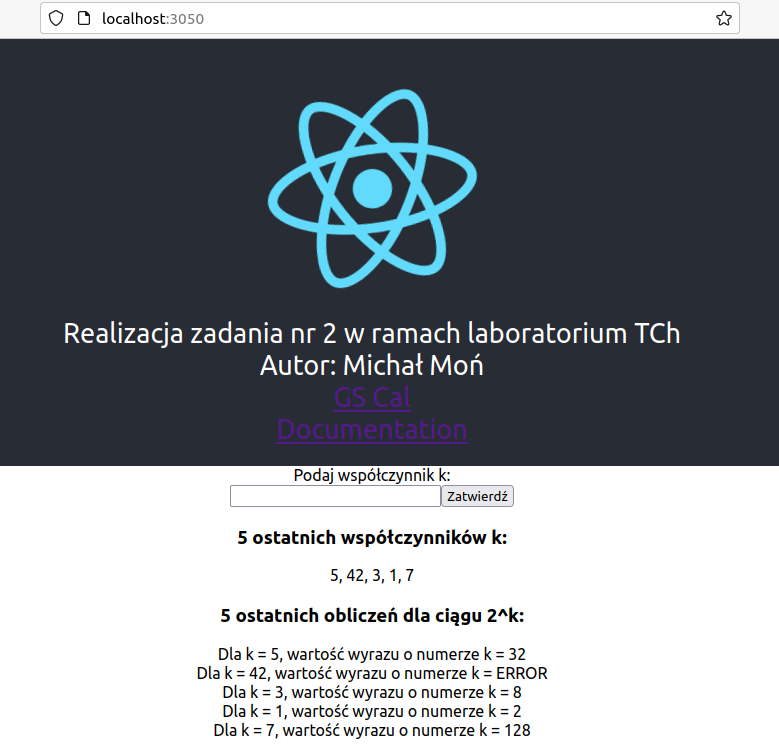 localhost:3050
Realizacja zadania nr 2 w ramach laboratorium TCh
Autor: Michał Moń
GS Cal
Documentation
Podaj współczynnik k:
Zatwierdź
5 ostatnich współczynników k:
5, 42, 3, 1, 7
5 ostatnich obliczeń dla ciągu 2^k:
Dla k = 5, wartość wyrazu o numerze k = 32
Dla k = 42, wartość wyrazu o numerze k = ERROR
Dla k = 3, wartość wyrazu o numerze k = 8
Dla k = 1, wartość wyrazu o numerze k = 2
Dla k = 7, wartość wyrazu o numerze k = 128